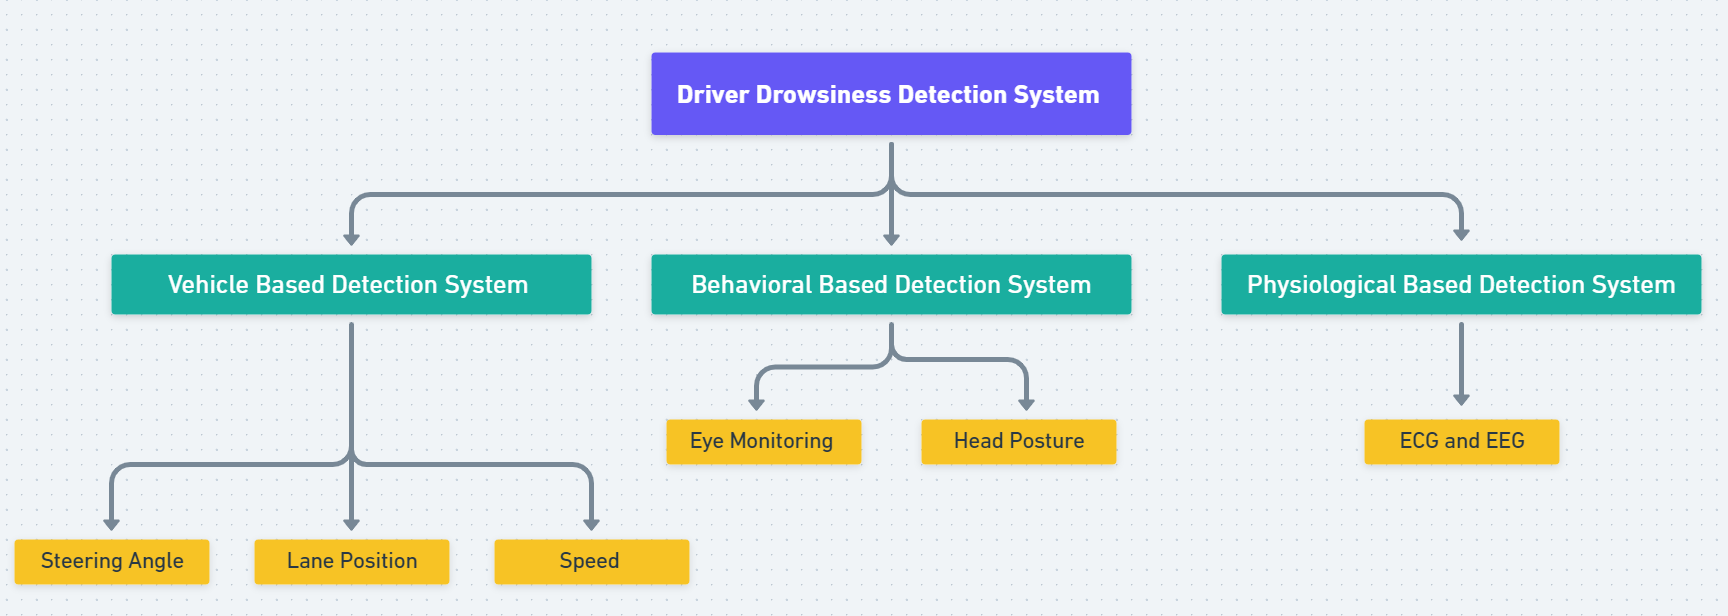 Driver Drowsiness Detection System
Vehicle Based Detection System
Behavioral Based Detection System
Physiological Based Detection System
Eye Monitoring
Head Posture
ECG and EEG
Steering Angle
Lane Position
Speed